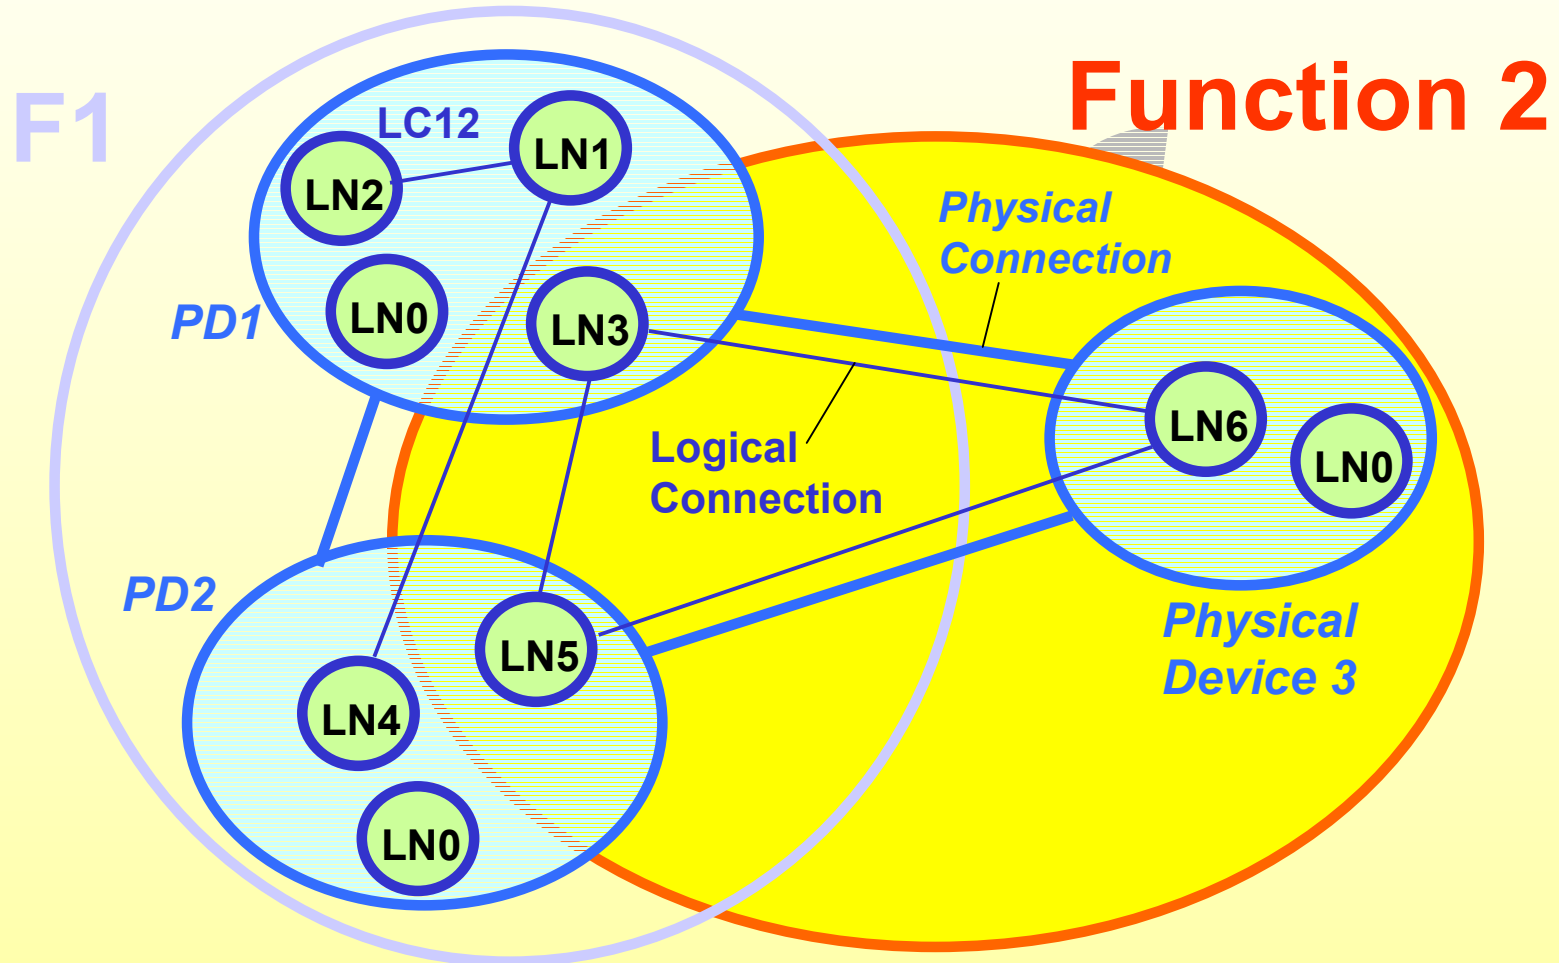 F1
Function 2
LC12
LN1
LN2
LN0
LN3
PD1
Physical
Connection
Logical
Connection
LN6
LN0
PD2
LN5
LN4
LN0
Physical
Device 3